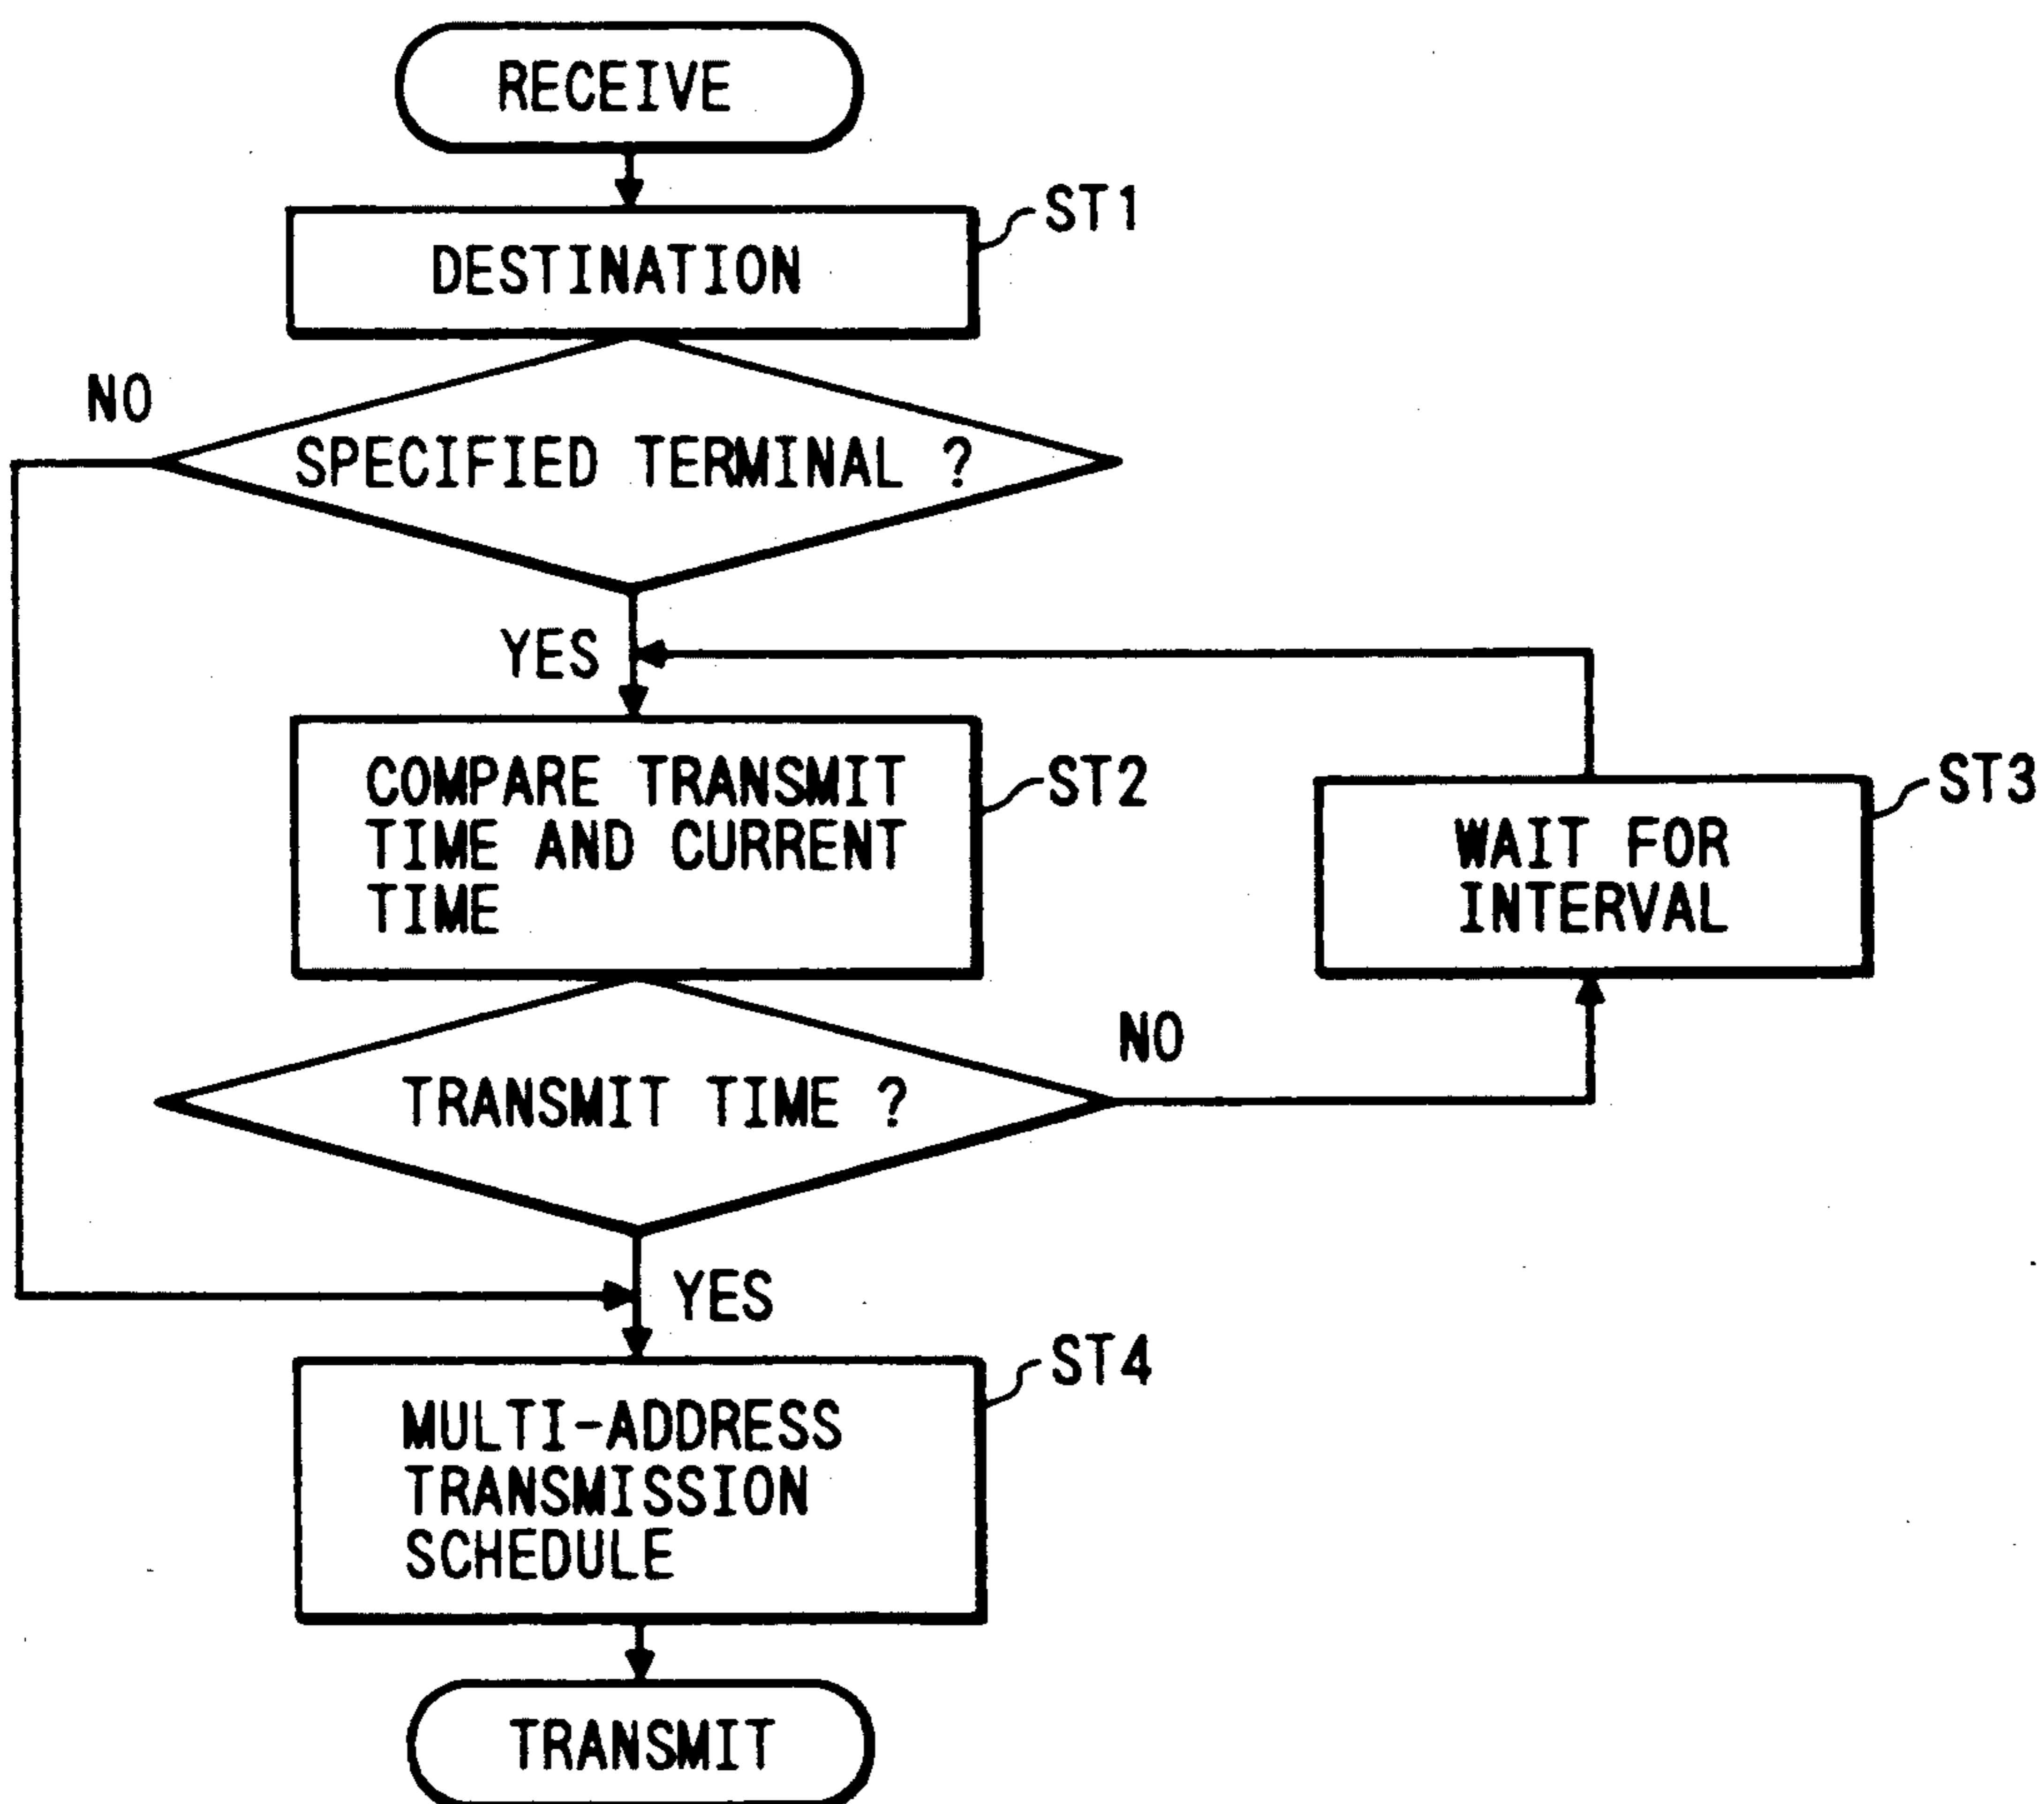 RECEIVE
ST1
DESTINATION
NO
SPECIFIED TERMINAL ?
YES
COMPARE TRANSMIT
TIME AND CURRENT
TIME
ST2
WAIT FOR
INTERVAL
ST3
NO
TRANSMIT TIME ?
YES
ST4
MULTI-ADDRESS
TRANSMISSION
SCHEDULE
TRANSMIT